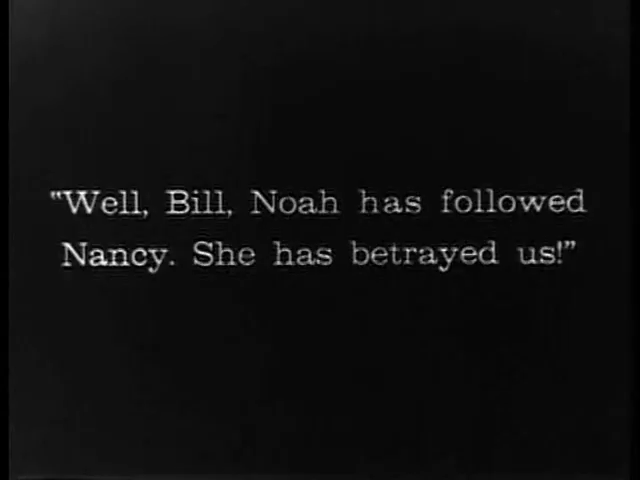 "Well, Bill, Noah has followed
Nancy. She has betrayed us!"